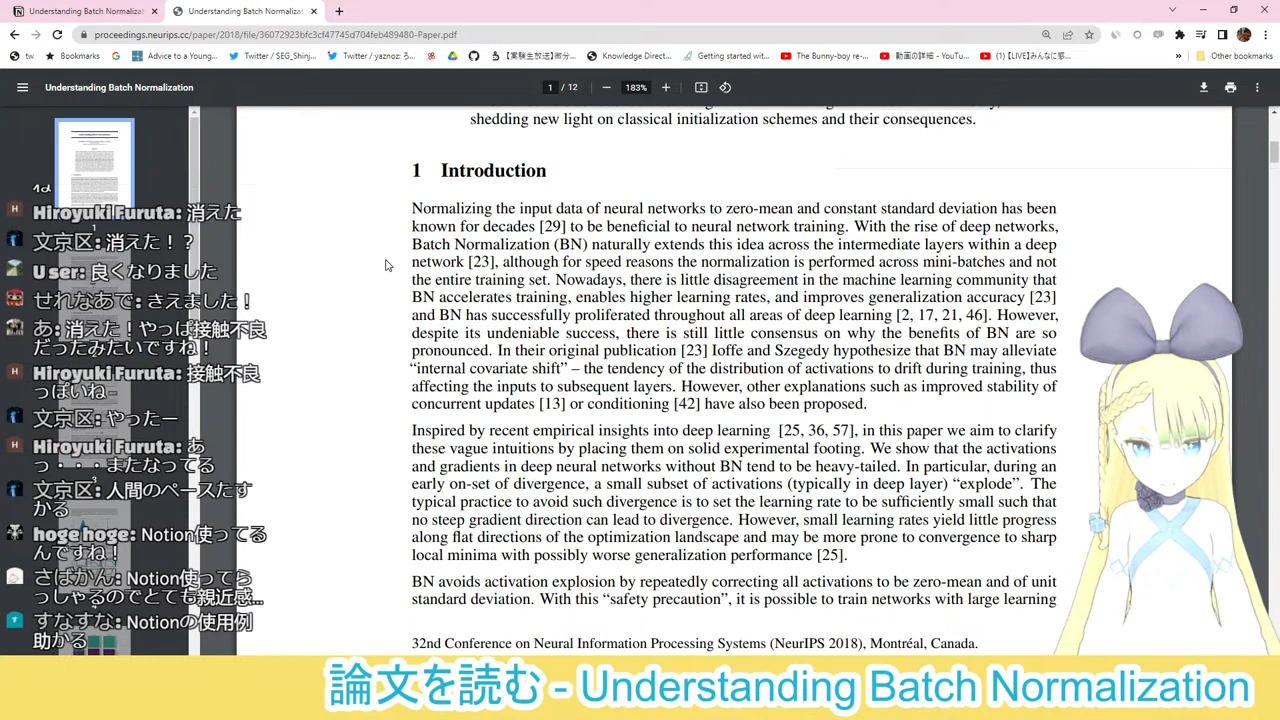 Understanding Batch Normalizati
Understanding Batch Normalizat
proceedings.neurips.cc/paper/2018/file/36072923bfc3cf47745d704feb489480-Paper.pdf
tw
Bookmarks
Advice to a Young...
Twitter / SEG_Shinj...
Twitter / yaznoz: ら...
【実験生放送】微分...
Knowledge Direct...
Getting started wit...
The Bunny-boy re-...
動画の詳細 - YouTu...
(1) 【LIVE】みんなに感...
»
Other bookmarks
Understanding Batch Normalization
1 / 12
183%
shedding new light on classical initialization schemes and their consequences.
1 Introduction
Normalizing the input data of neural networks to zero-mean and constant standard deviation has been
known for decades [29] to be beneficial to neural network training. With the rise of deep networks,
Batch Normalization (BN) naturally extends this idea across the intermediate layers within a deep
network [23], although for speed reasons the normalization is performed across mini-batches and not
the entire training set. Nowadays, there is little disagreement in the machine learning community that
BN accelerates training, enables higher learning rates, and improves generalization accuracy [23]
and BN has successfully proliferated throughout all areas of deep learning [2, 17, 21, 46]. However,
despite its undeniable success, there is still little consensus on why the benefits of BN are so
pronounced. In their original publication [23] Ioffe and Szegedy hypothesize that BN may alleviate
“internal covariate shift” – the tendency of the distribution of activations to drift during training, thus
affecting the inputs to subsequent layers. However, other explanations such as improved stability of
concurrent updates [13] or conditioning [42] have also been proposed.
Inspired by recent empirical insights into deep learning [25, 36, 57], in this paper we aim to clarify
these vague intuitions by placing them on solid experimental footing. We show that the activations
and gradients in deep neural networks without BN tend to be heavy-tailed. In particular, during an
early on-set of divergence, a small subset of activations (typically in deep layer) “explode”. The
typical practice to avoid such divergence is to set the learning rate to be sufficiently small such that
no steep gradient direction can lead to divergence. However, small learning rates yield little progress
along flat directions of the optimization landscape and may be more prone to convergence to sharp
local minima with possibly worse generalization performance [25].
BN avoids activation explosion by repeatedly correcting all activations to be zero-mean and of unit
standard deviation. With this “safety precaution”, it is possible to train networks with large learning
32nd Conference on Neural Information Processing Systems (NeurIPS 2018), Montréal, Canada.
Hiroyuki Furuta: 消えた
文京区: 消えた！？
U ser: 良くなりました
せれなあで: きえました！
あ: 消えた！やっぱ接触不良
だったみたいですね！
Hiroyuki Furuta: 接触不良
っぽいね
文京区: やったー
Hiroyuki Furuta: あ
っ・・・またなってる
文京区: 人間のペースたす
かる
hoge hoge: Notion使ってる
んですね！
さばかん: Notion使ってら
っしゃるのでとても親近感...
すなすな: Notionの使用例
助かる
論文を読む - Understanding Batch Normalization